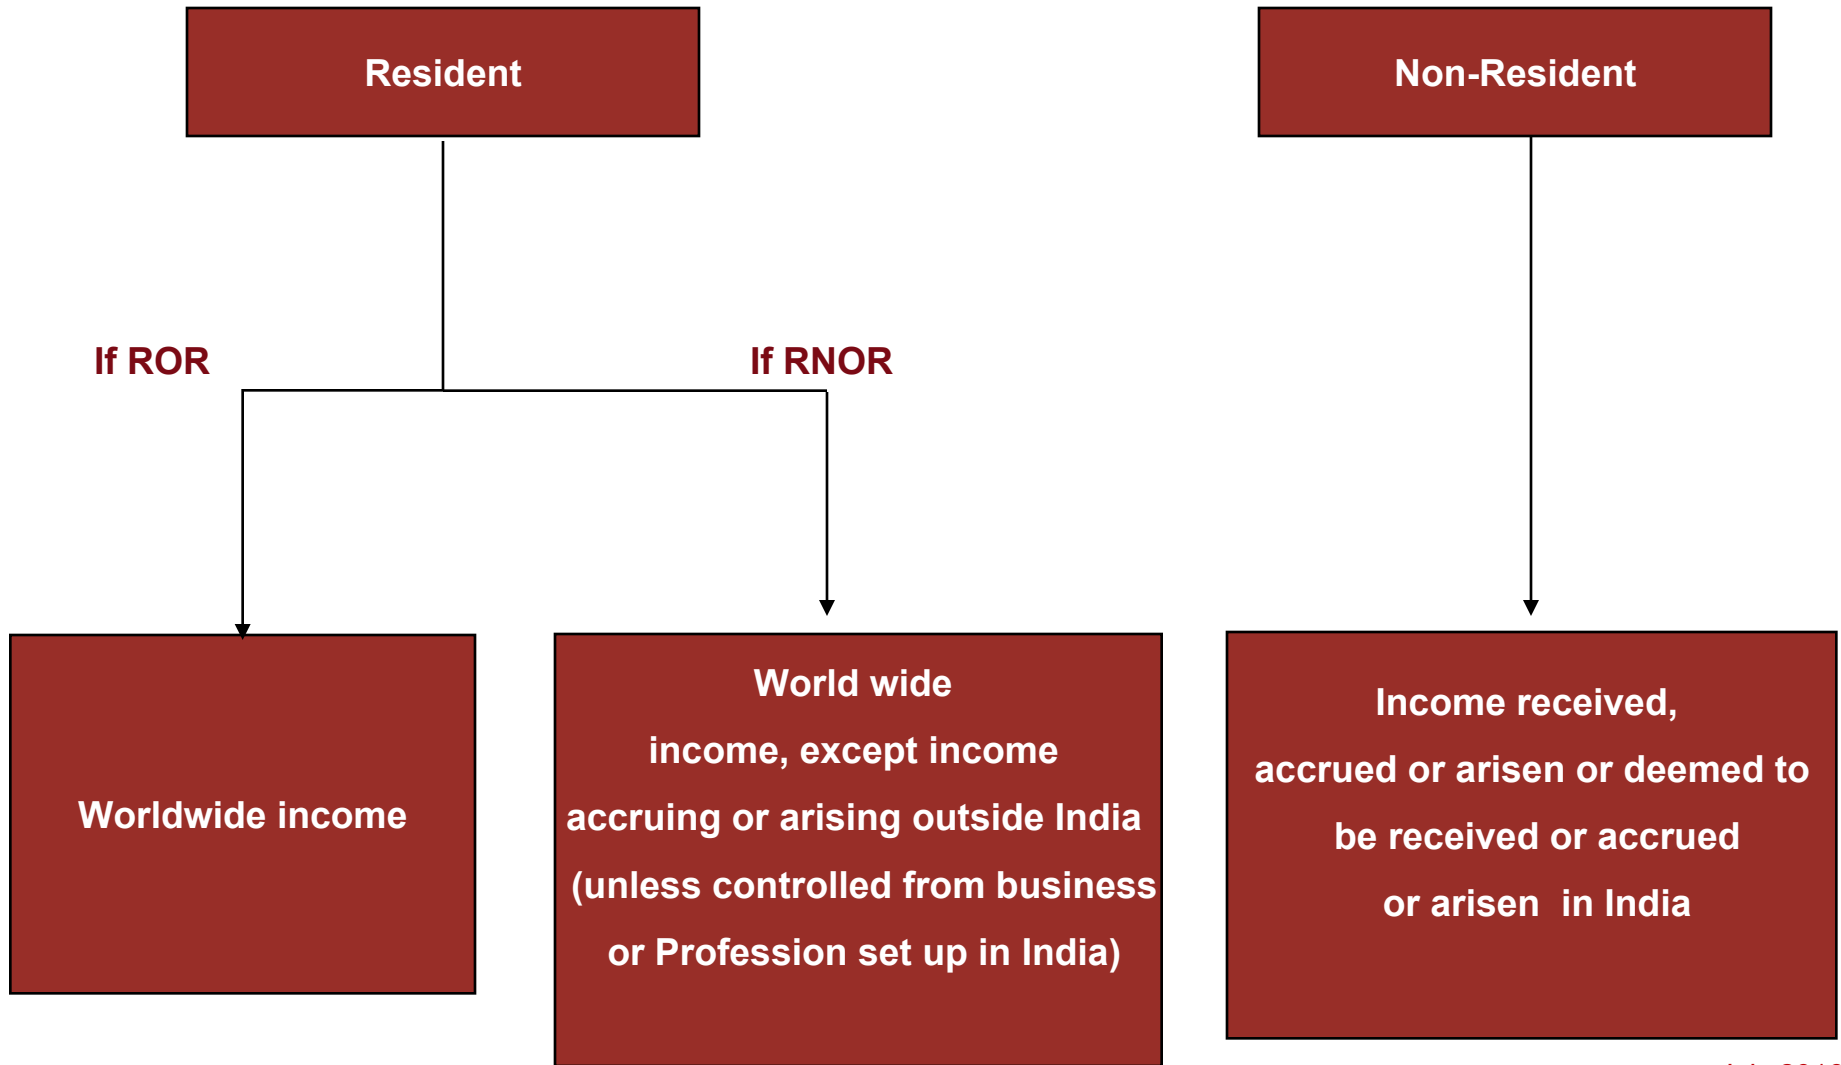 Resident
Non-Resident
If ROR
If RNOR
Worldwide income
World wide
income, except income
accruing or arising outside India
(unless controlled from business
or Profession set up in India)
Income received,
accrued or arisen or deemed to
be received or accrued
or arisen in India